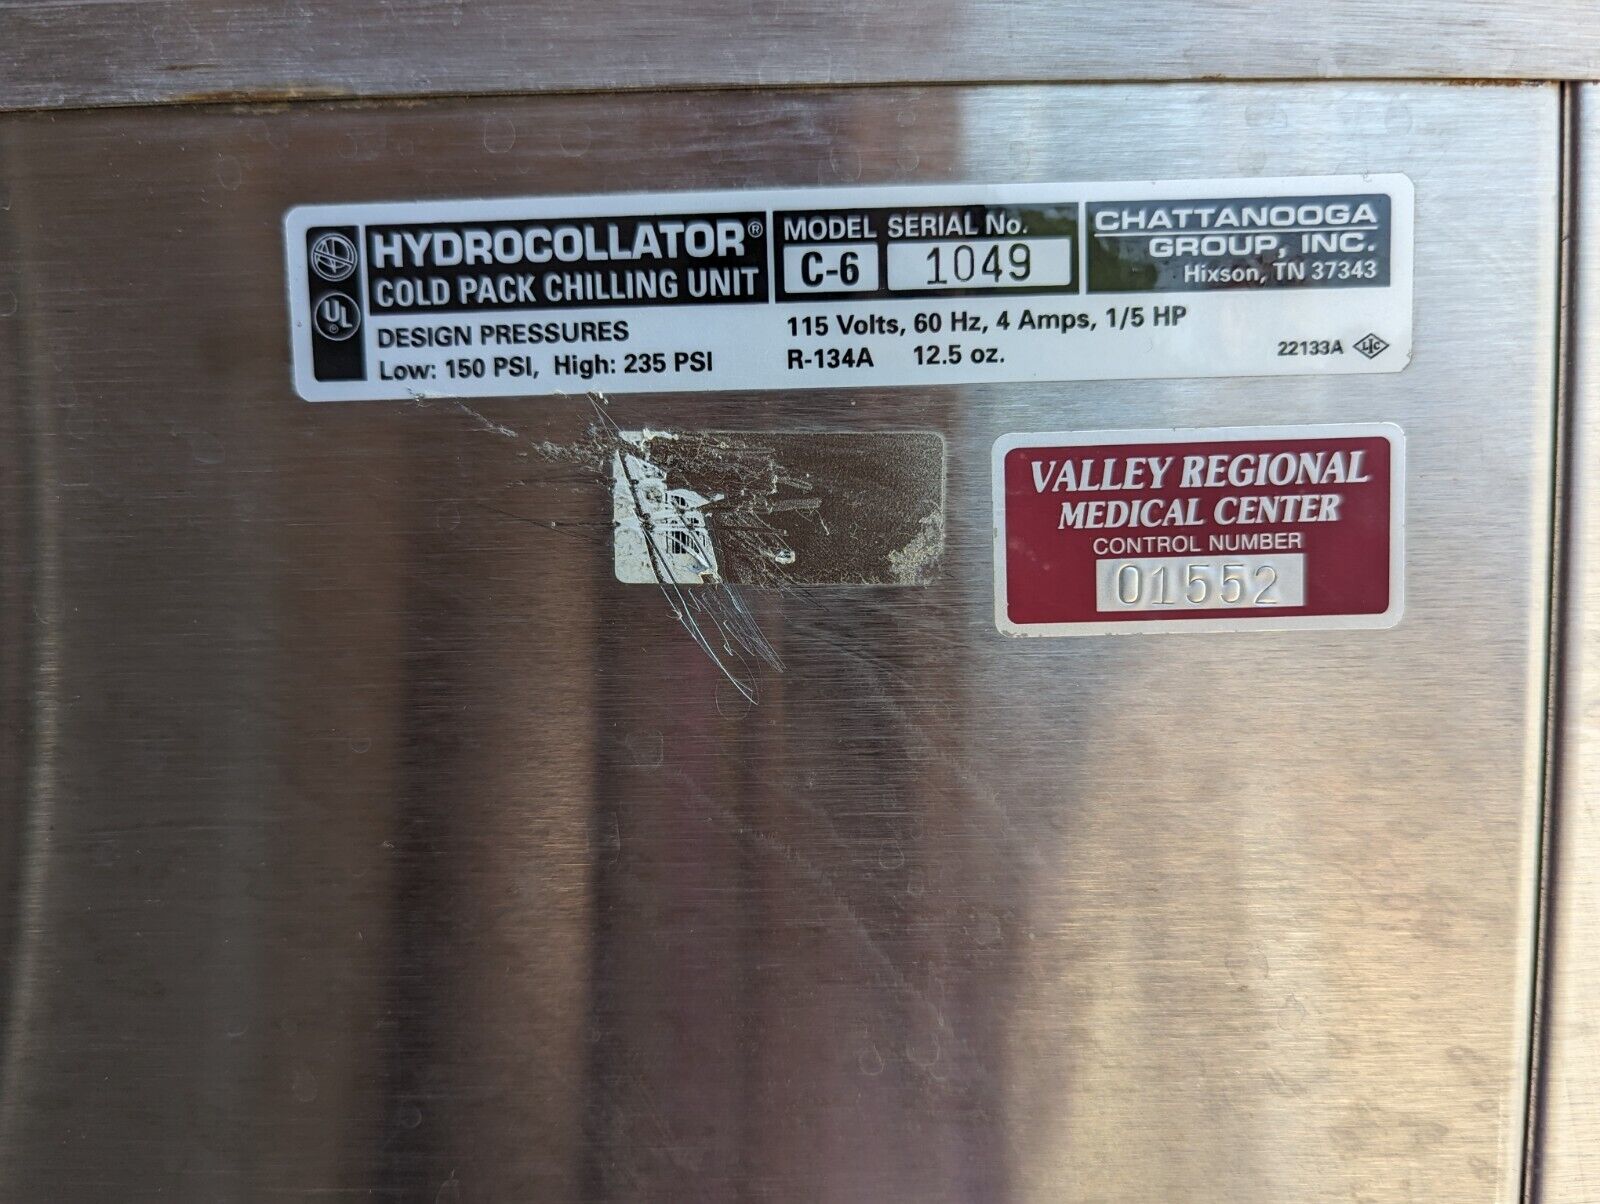 HYDROCOLLATOR®
COLD PACK CHILLING UNIT
UL
®
DESIGN PRESSURES
Low: 150 PSI, High: 235 PSI
MODEL SERIAL No.
C-6 1049
115 Volts, 60 Hz, 4 Amps, 1/5 HP
R-134A 12.5 oz.
CHATTANOOGA
GROUP, INC.
Hixson, TN 37343
22133A
VALLEY REGIONAL
MEDICAL CENTER
CONTROL NUMBER
01552